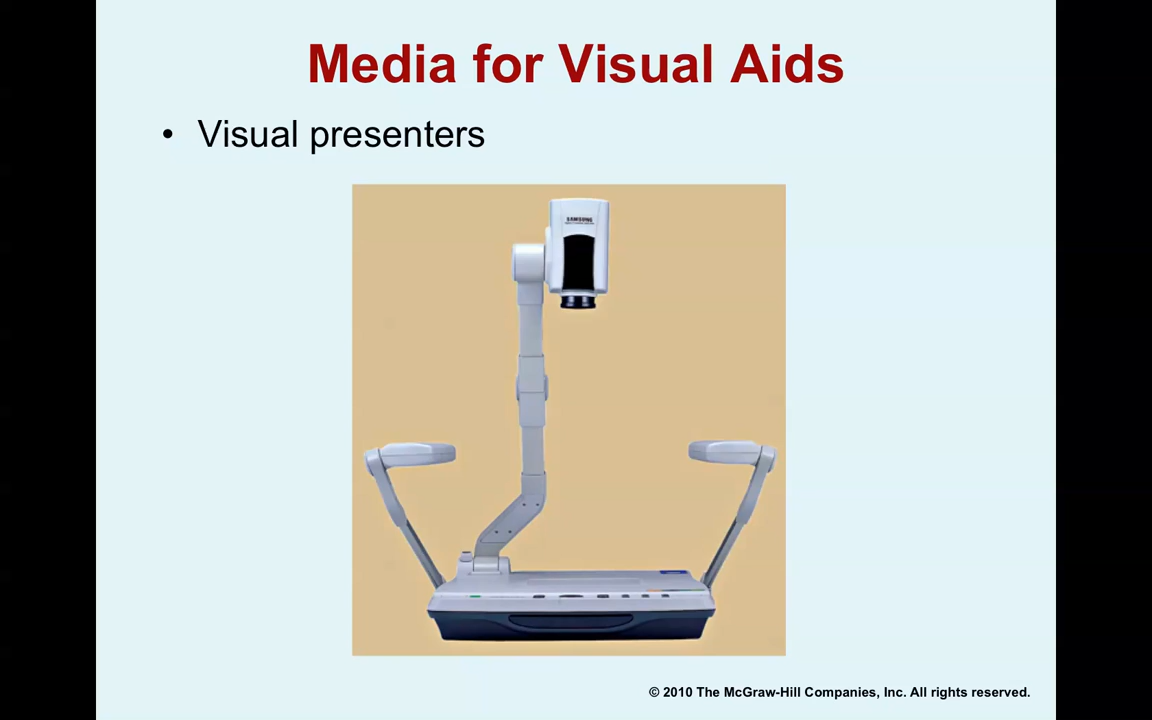 Media for Visual Aids
• Visual presenters
SAMSUNG
© 2010 The McGraw-Hill Companies, Inc. All rights reserved.